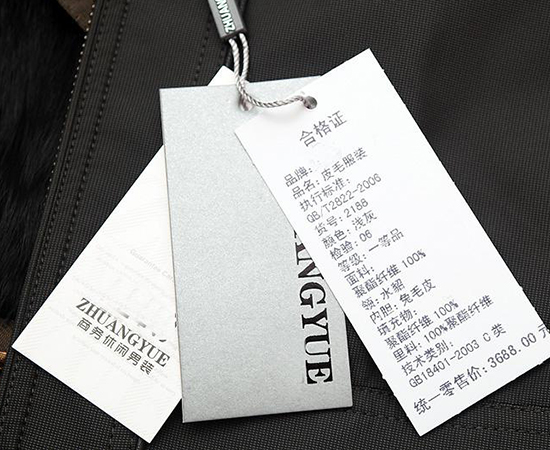 ZHUANG
合格证
品牌:
品名: 皮毛服装
执行标准:
QB/T2822-2006
货号: 2188
颜色: 浅灰
检验: 06
等级: 一等品
面料:
聚酯纤维 100%
领: 水貂
内胆: 兔毛皮
填充物:
聚酯纤维 100%
里料: 100%聚酯纤维
技术类别:
GB18401-2003 C 类
统一零售价: 3688.00 元
ANGYUE
ZHUANGYUE
商务休闲男装